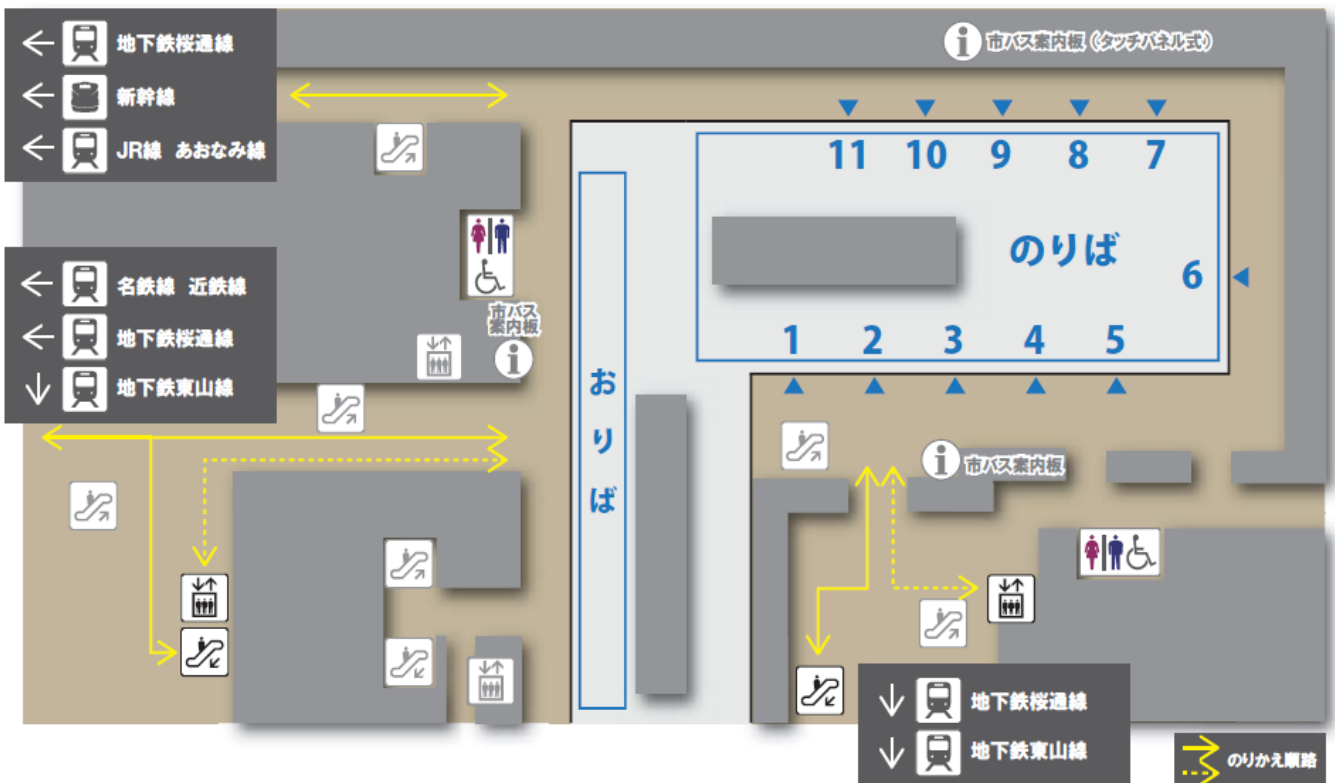 地下鉄桜通線
新幹線
JR線 あおなみ線
市バス案内板(タッチパネル式)
11 10 9 8 7
のりば
6
1 2 3 4 5
名鉄線 近鉄線
地下鉄桜通線
地下鉄東山線
市バス
案内板
おりば
市バス案内板
地下鉄桜通線
地下鉄東山線
のりかえ順路